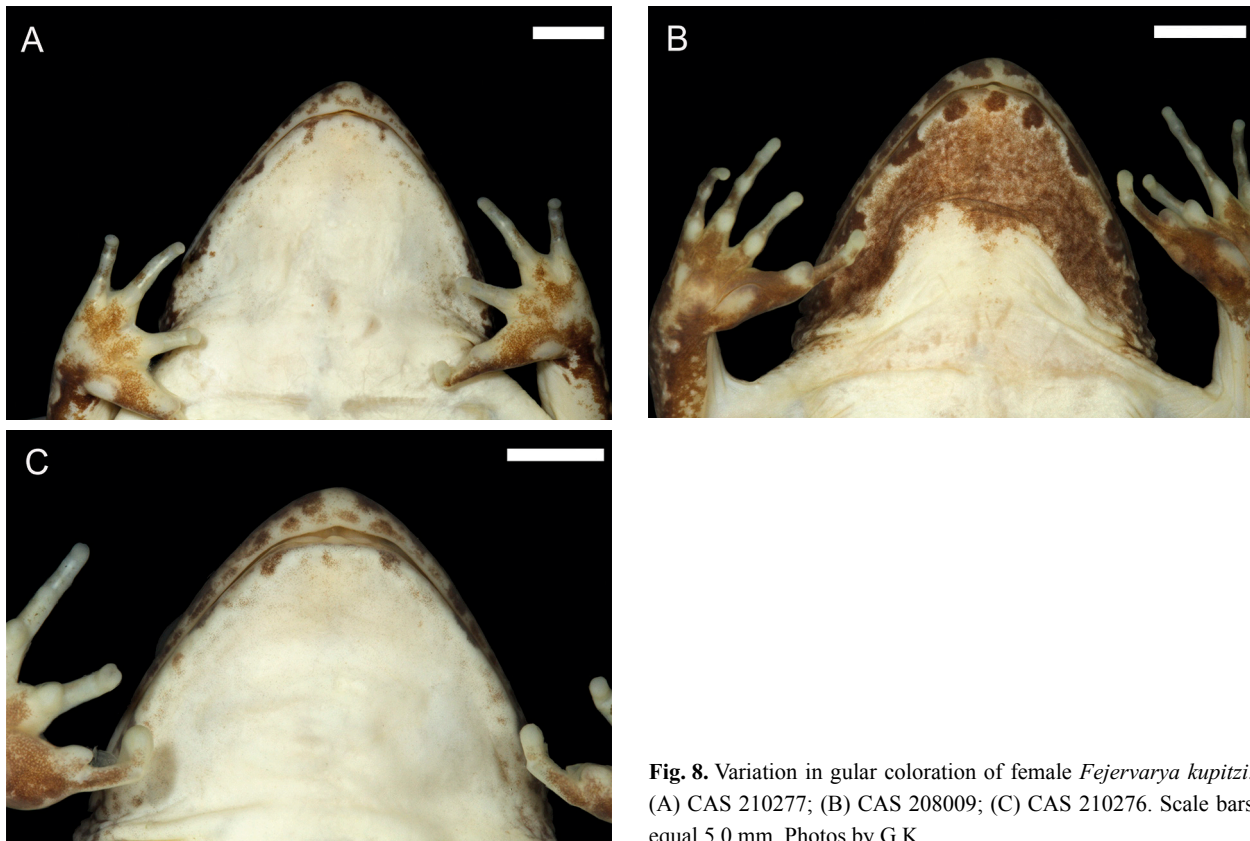 A
B
C
Fig. 8. Variation in gular coloration of female Fejervarya kupitzi.
(A) CAS 210277; (B) CAS 208009; (C) CAS 210276. Scale bars
equal 5.0 mm. Photos by G.K.